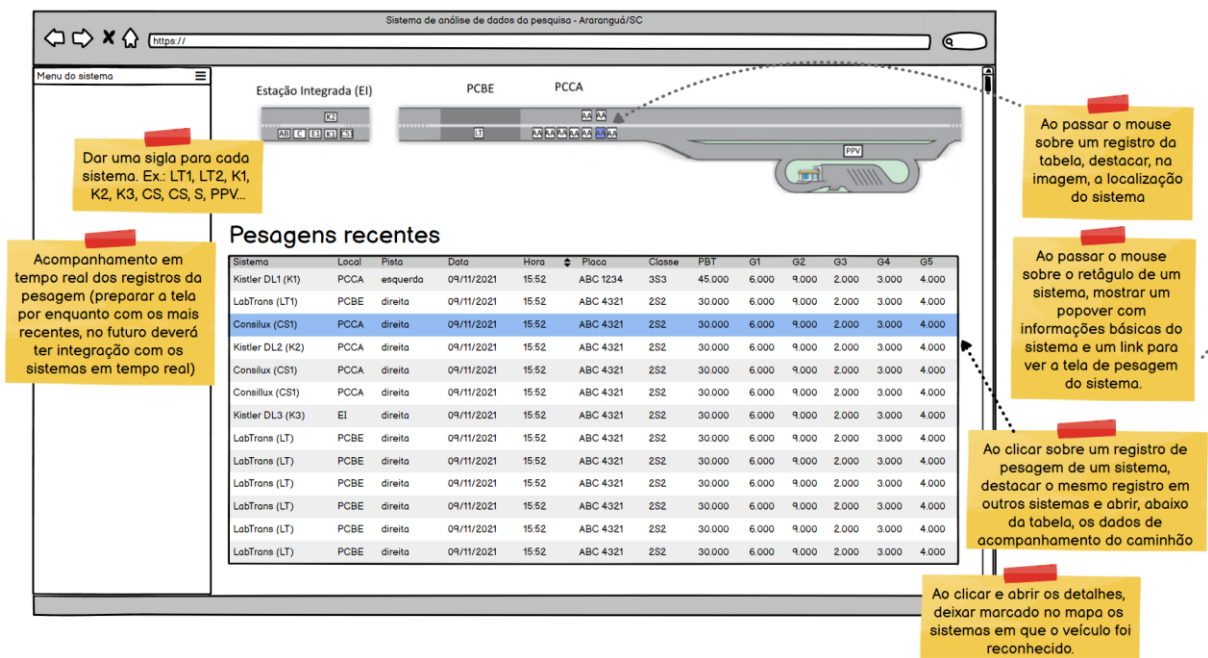 Sistema de análise de dados da pesquisa - Araranguá/SC
https://
Menu do sistema
Estação Integrada (EI)
PCBE
PCCA
K2
AB C E1 K1 CS1
LT
AA AA
AA AA AA AA AA AA AA
PPV
Dar uma sigla para cada
sistema. Ex.: LT1, LT2, K1,
K2, K3, CS, CS, S, PPV...
Acompanhamento em
tempo real dos registros da
pesagem (preparar a tela
por enquanto com os mais
recentes, no futuro deverá
ter integração com os
sistemas em tempo real)
Pesagens recentes
Sistema Local Pista Data Hora Placa Classe PBT G1 G2 G3 G4 G5
Kistler DL1 (K1) PCCA esquerda 09/11/2021 15:52 ABC 1234 3S3 45.000 6.000 9.000 2.000 3.000 4.000
LabTrans (LT1) PCBE direita 09/11/2021 15:52 ABC 4321 2S2 30.000 6.000 9.000 2.000 3.000 4.000
Consilux (CS1) PCCA direita 09/11/2021 15:52 ABC 4321 2S2 30.000 6.000 9.000 2.000 3.000 4.000
Kistler DL2 (K2) PCCA direita 09/11/2021 15:52 ABC 4321 2S2 30.000 6.000 9.000 2.000 3.000 4.000
Consilux (CS1) PCCA direita 09/11/2021 15:52 ABC 4321 2S2 30.000 6.000 9.000 2.000 3.000 4.000
Consillux (CS1) PCCA direita 09/11/2021 15:52 ABC 4321 2S2 30.000 6.000 9.000 2.000 3.000 4.000
Kistler DL3 (K3) EI direita 09/11/2021 15:52 ABC 4321 2S2 30.000 6.000 9.000 2.000 3.000 4.000
LabTrans (LT) PCBE direita 09/11/2021 15:52 ABC 4321 2S2 30.000 6.000 9.000 2.000 3.000 4.000
LabTrans (LT) PCBE direita 09/11/2021 15:52 ABC 4321 2S2 30.000 6.000 9.000 2.000 3.000 4.000
LabTrans (LT) PCBE direita 09/11/2021 15:52 ABC 4321 2S2 30.000 6.000 9.000 2.000 3.000 4.000
LabTrans (LT) PCBE direita 09/11/2021 15:52 ABC 4321 2S2 30.000 6.000 9.000 2.000 3.000 4.000
LabTrans (LT) PCBE direita 09/11/2021 15:52 ABC 4321 2S2 30.000 6.000 9.000 2.000 3.000 4.000
LabTrans (LT) PCBE direita 09/11/2021 15:52 ABC 4321 2S2 30.000 6.000 9.000 2.000 3.000 4.000
Ao passar o mouse
sobre um registro da
tabela, destacar, na
imagem, a localização
do sistema
Ao passar o mouse
sobre o retâgulo de um
sistema, mostrar um
popover com
informações básicas do
sistema e um link para
ver a tela de pesagem
do sistema.
Ao clicar sobre um registro de
pesagem de um sistema,
destacar o mesmo registro em
outros sistemas e abrir, abaixo
da tabela, os dados de
acompanhamento do caminhão
Ao clicar e abrir os detalhes,
deixar marcado no mapa os
sistemas em que o veículo foi
reconhecido.